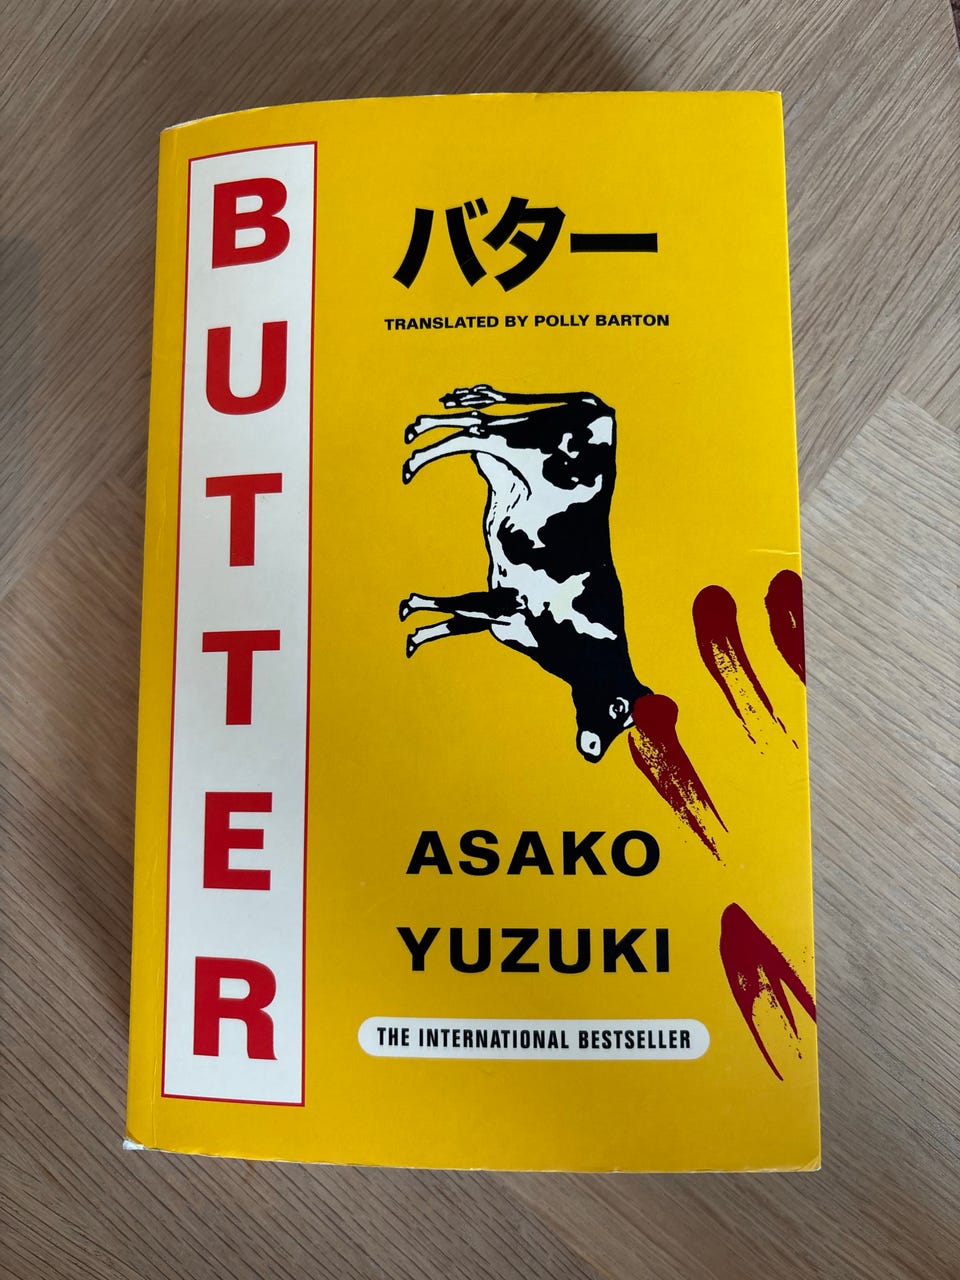 BUTTER
バター
TRANSLATED BY POLLY BARTON
ASAKO
YUZUKI
THE INTERNATIONAL BESTSELLER